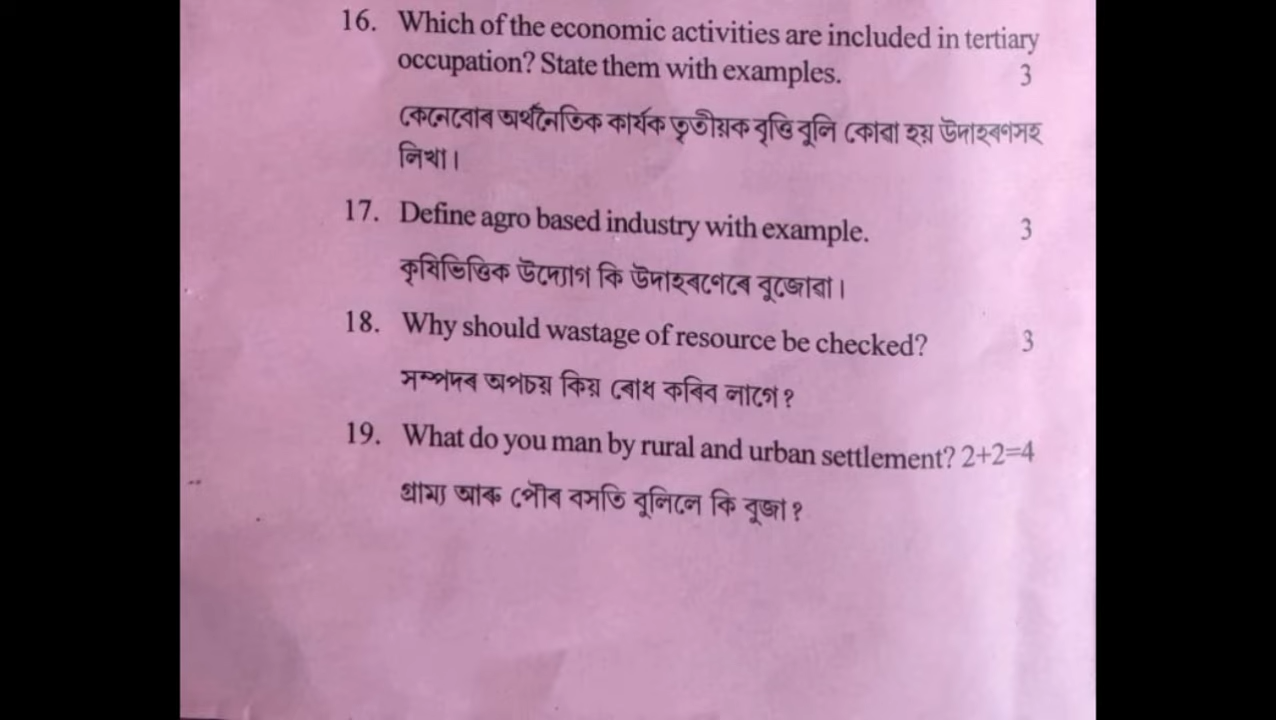 16. Which of the economic activities are included in tertiary
occupation? State them with examples. 3
কেনেবোৰ অৰ্থনৈতিক কাৰ্যক তৃতীয়ক বৃত্তি বুলি কোৱা হয় উদাহৰণসহ
লিখা।
17. Define agro based industry with example. 3
কৃষিভিত্তিক উদ্যোগ কি উদাহৰণেৰে বুজোৱা।
18. Why should wastage of resource be checked? 3
সম্পদৰ অপচয় কিয় ৰোধ কৰিব লাগে?
19. What do you man by rural and urban settlement? 2+2=4
গ্ৰাম্য আৰু পৌৰ বসতি বুলিলে কি বুজা?